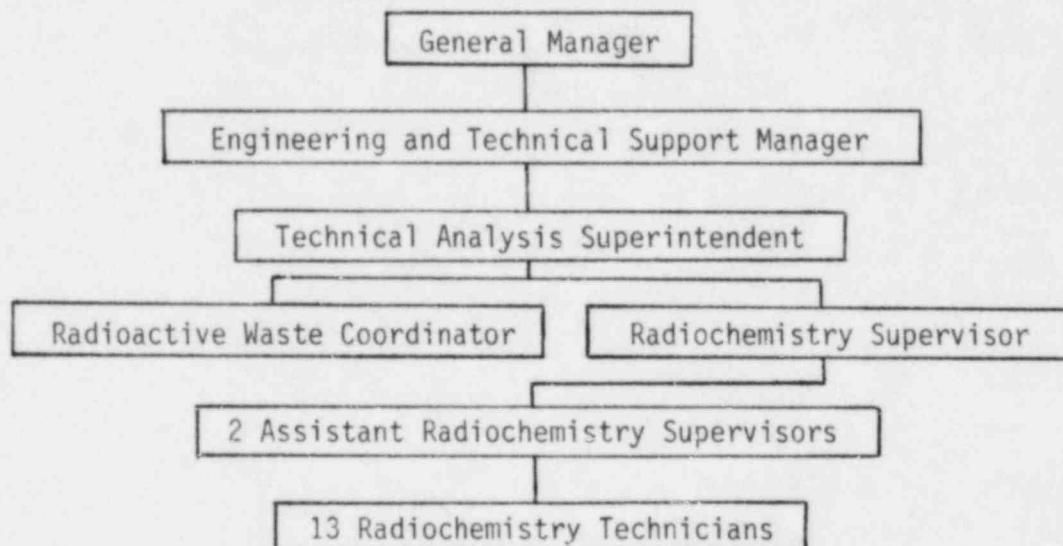 General Manager
Engineering and Technical Support Manager
Technical Analysis Superintendent
Radioactive Waste Coordinator
Radiochemistry Supervisor
2 Assistant Radiochemistry Supervisors
13 Radiochemistry Technicians